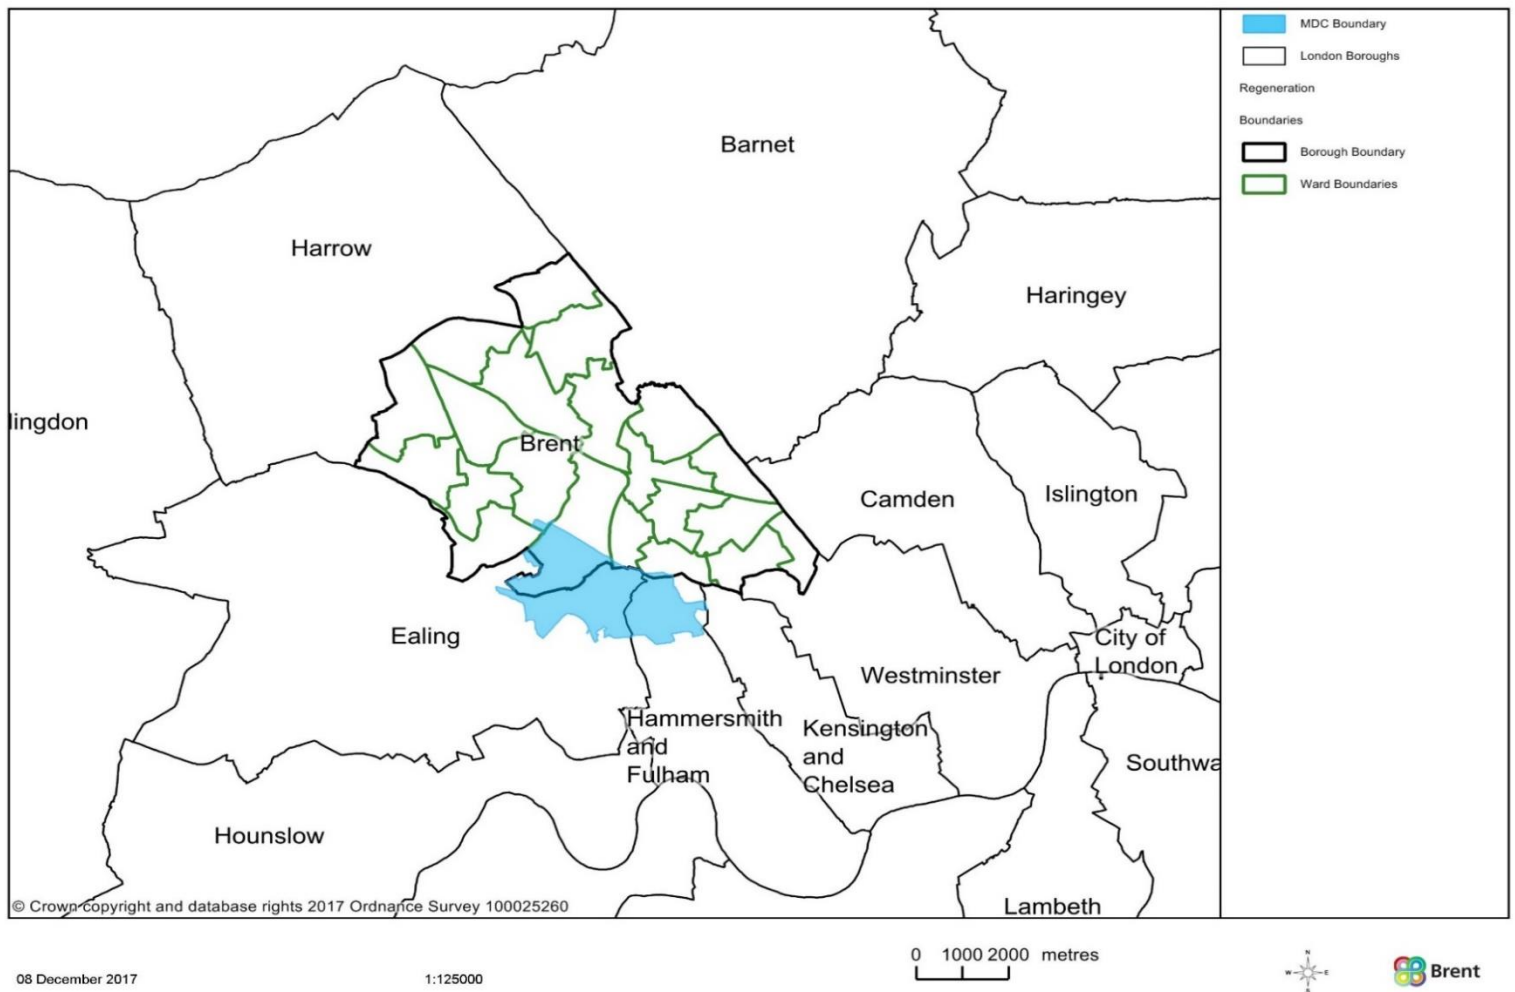 MDC Boundary
London Boroughs
Regeneration
Boundaries
Borough Boundary
Ward Boundaries
Barnet
Harrow
Haringey
lingdon
Brent
Camden
Islington
Ealing
City of
London
Westminster
Hammersmith
and
Fulham
Kensington
and
Chelsea
Southwa
Hounslow
Lambeth
© Crown copyright and database rights 2017 Ordnance Survey 100025260
08 December 2017
1:125000
0 1000 2000 metres
N
W E
S
Brent